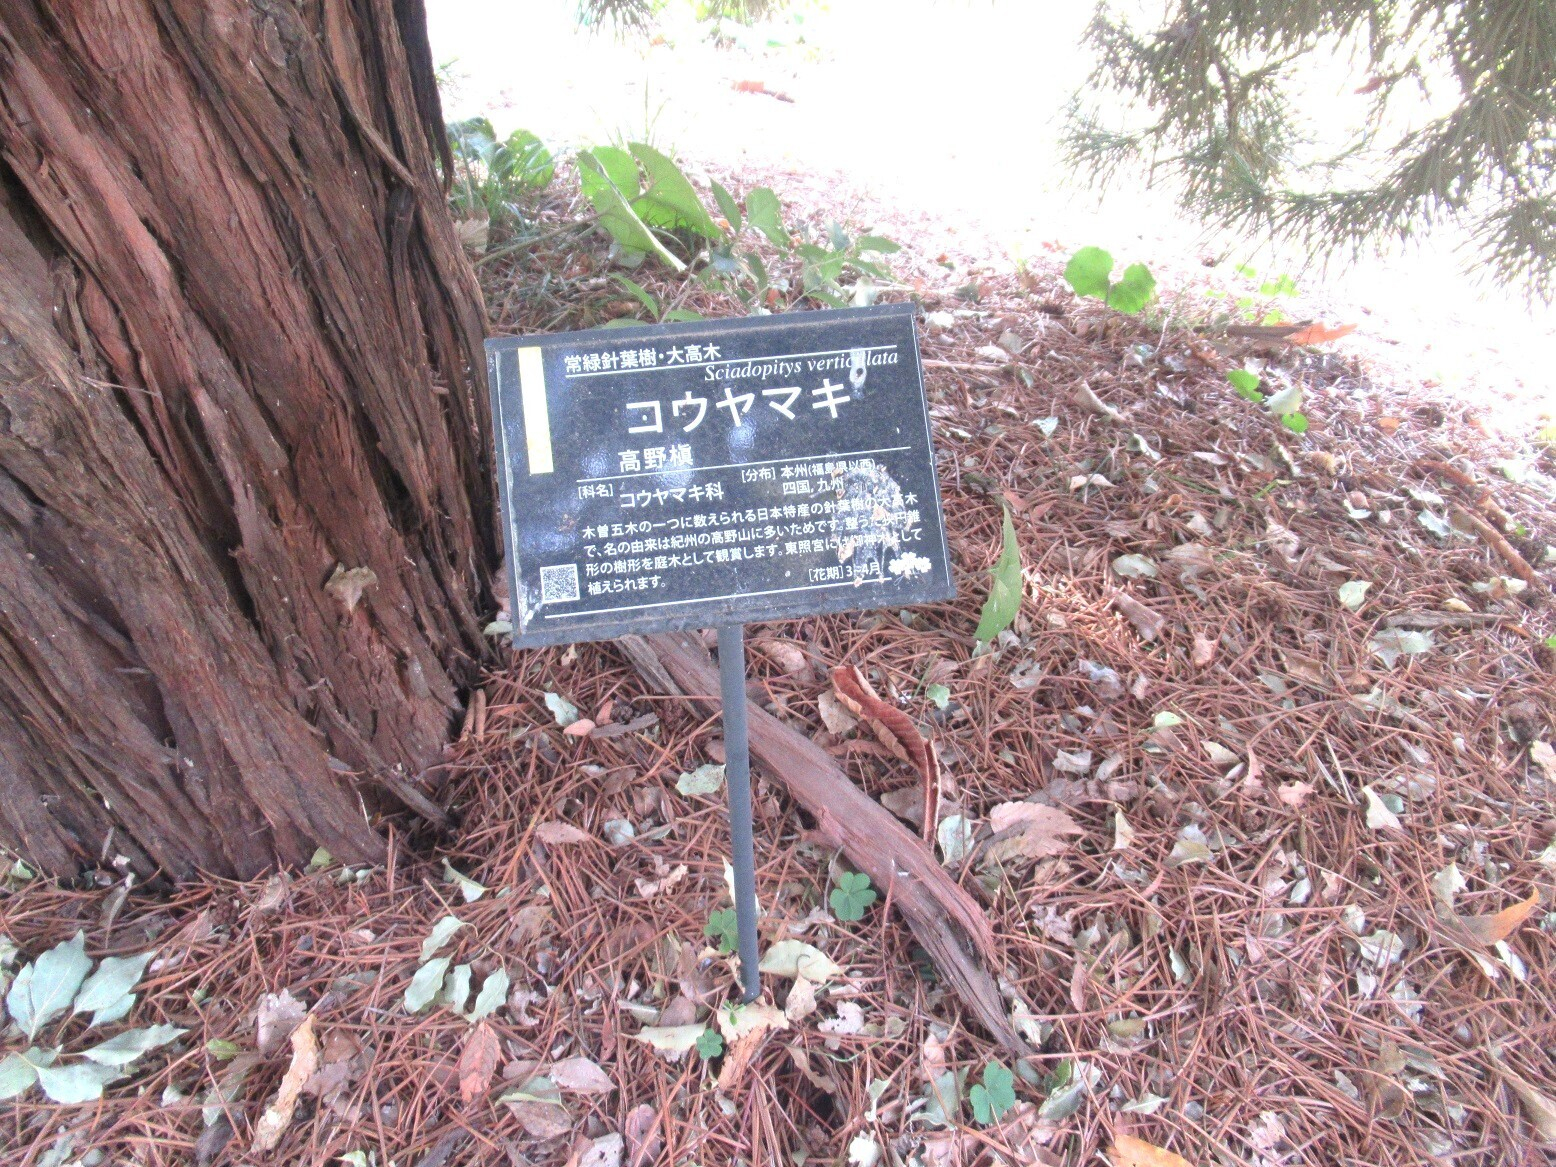 常緑針葉樹・大高木
Sciadopitys verticillata
コウヤマキ
高野槇
[科名] コウヤマキ科
[分布] 本州(福島県以西)
四国, 九州
木曽五木の一つに数えられる日本特産の針葉樹の大高木
で、名の由来は紀州の高野山に多いためです。整った狭円錐
形の樹形を庭木として観賞します。東照宮には御神木として
植えられます。
[花期] 3~4月